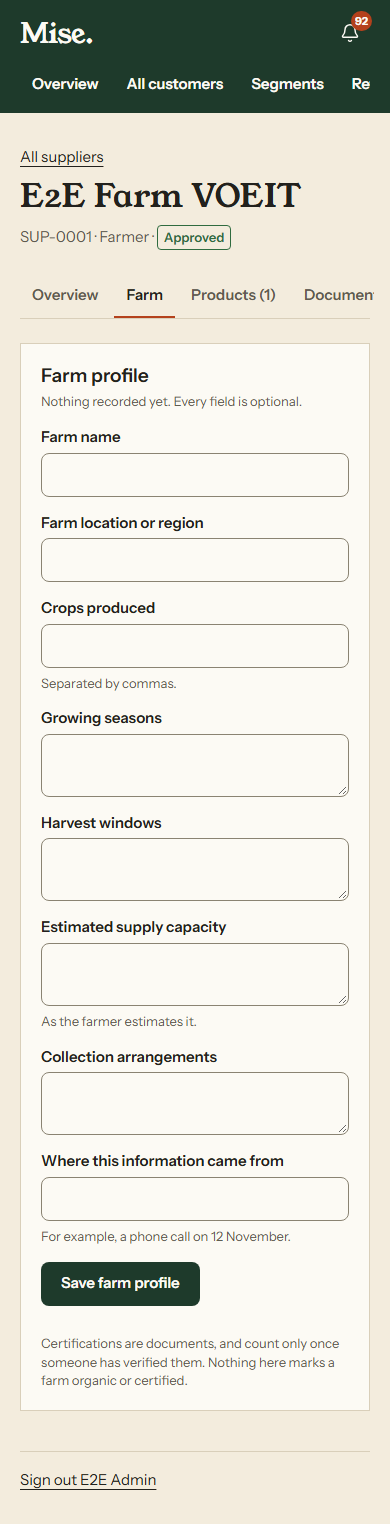 Mise.
92
Overview All customers Segments Re
All suppliers
E2E Farm VOEIT
SUP-0001 · Farmer · Approved
Overview Farm Products (1) Documen
Farm profile
Nothing recorded yet. Every field is optional.
Farm name
Farm location or region
Crops produced
Separated by commas.
Growing seasons
Harvest windows
Estimated supply capacity
As the farmer estimates it.
Collection arrangements
Where this information came from
For example, a phone call on 12 November.
Save farm profile
Certifications are documents, and count only once
someone has verified them. Nothing here marks a
farm organic or certified.
Sign out E2E Admin